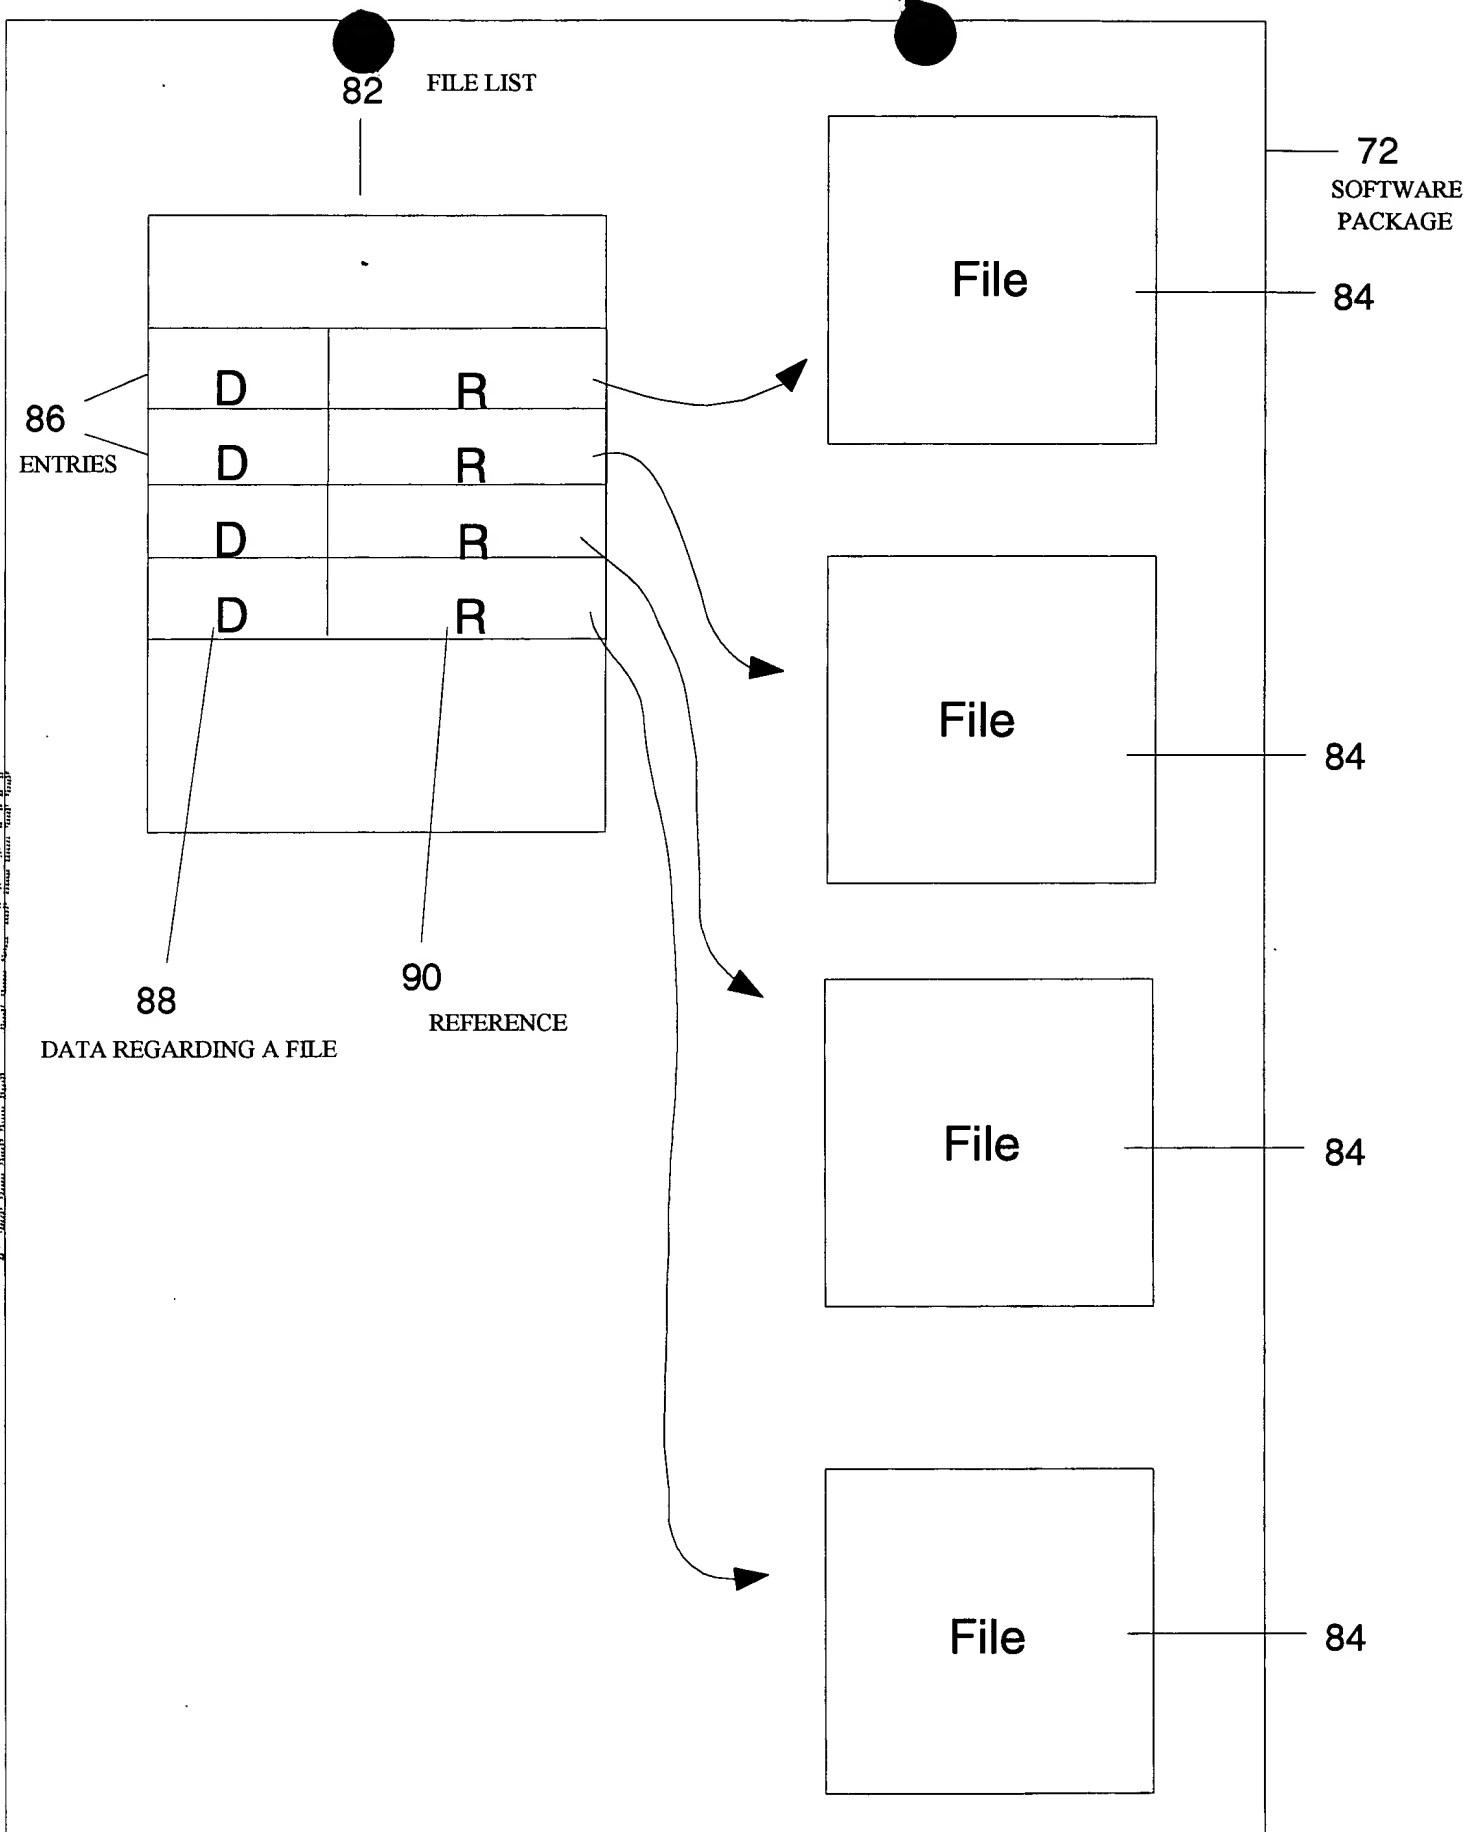 82 FILE LIST
72
SOFTWARE
PACKAGE
File
84
D R
86
ENTRIES
D R
D R
D R
File
84
90
REFERENCE
88
DATA REGARDING A FILE
File
84
File
84